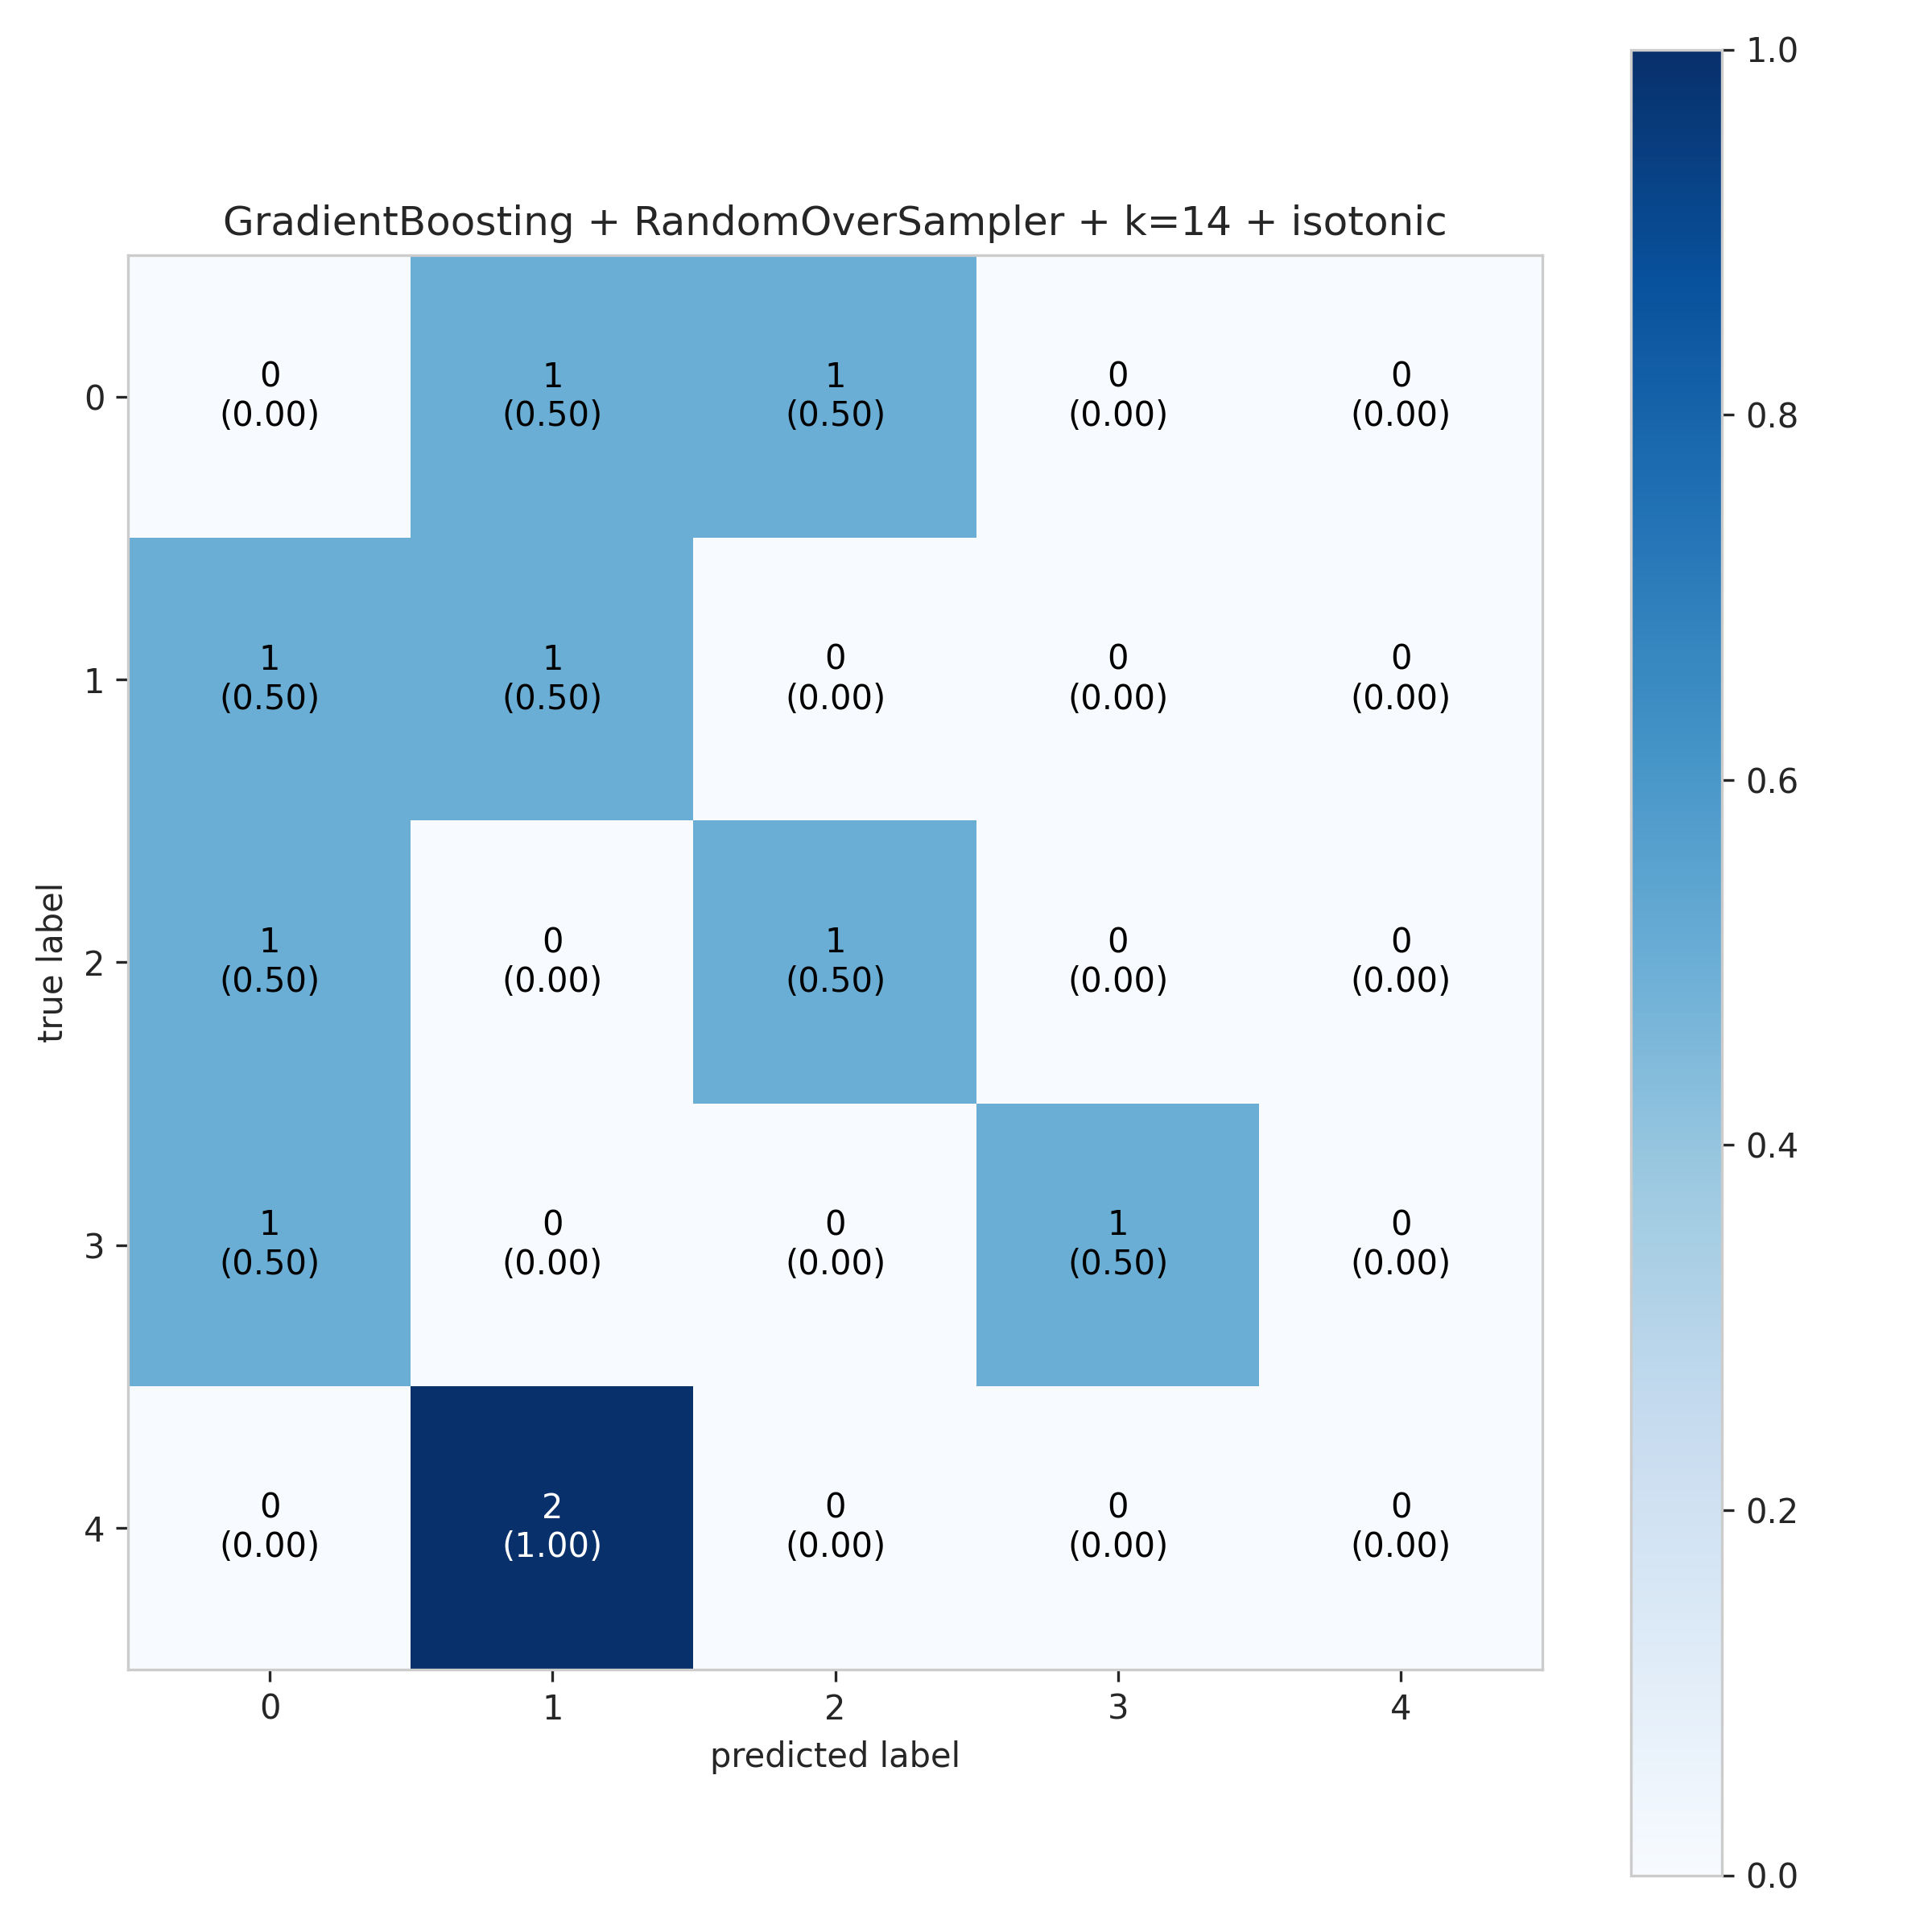 GradientBoosting + RandomOverSampler + k=14 + isotonic
1.0
0.8
0.6
0.4
0.2
0.0
true label
0
0 1 1 0 0
(0.00) (0.50) (0.50) (0.00) (0.00)
1
1 1 0 0 0
(0.50) (0.50) (0.00) (0.00) (0.00)
2
1 0 1 0 0
(0.50) (0.00) (0.50) (0.00) (0.00)
3
1 0 0 1 0
(0.50) (0.00) (0.00) (0.50) (0.00)
4
0 2 0 0 0
(0.00) (1.00) (0.00) (0.00) (0.00)
0 1 2 3 4
predicted label